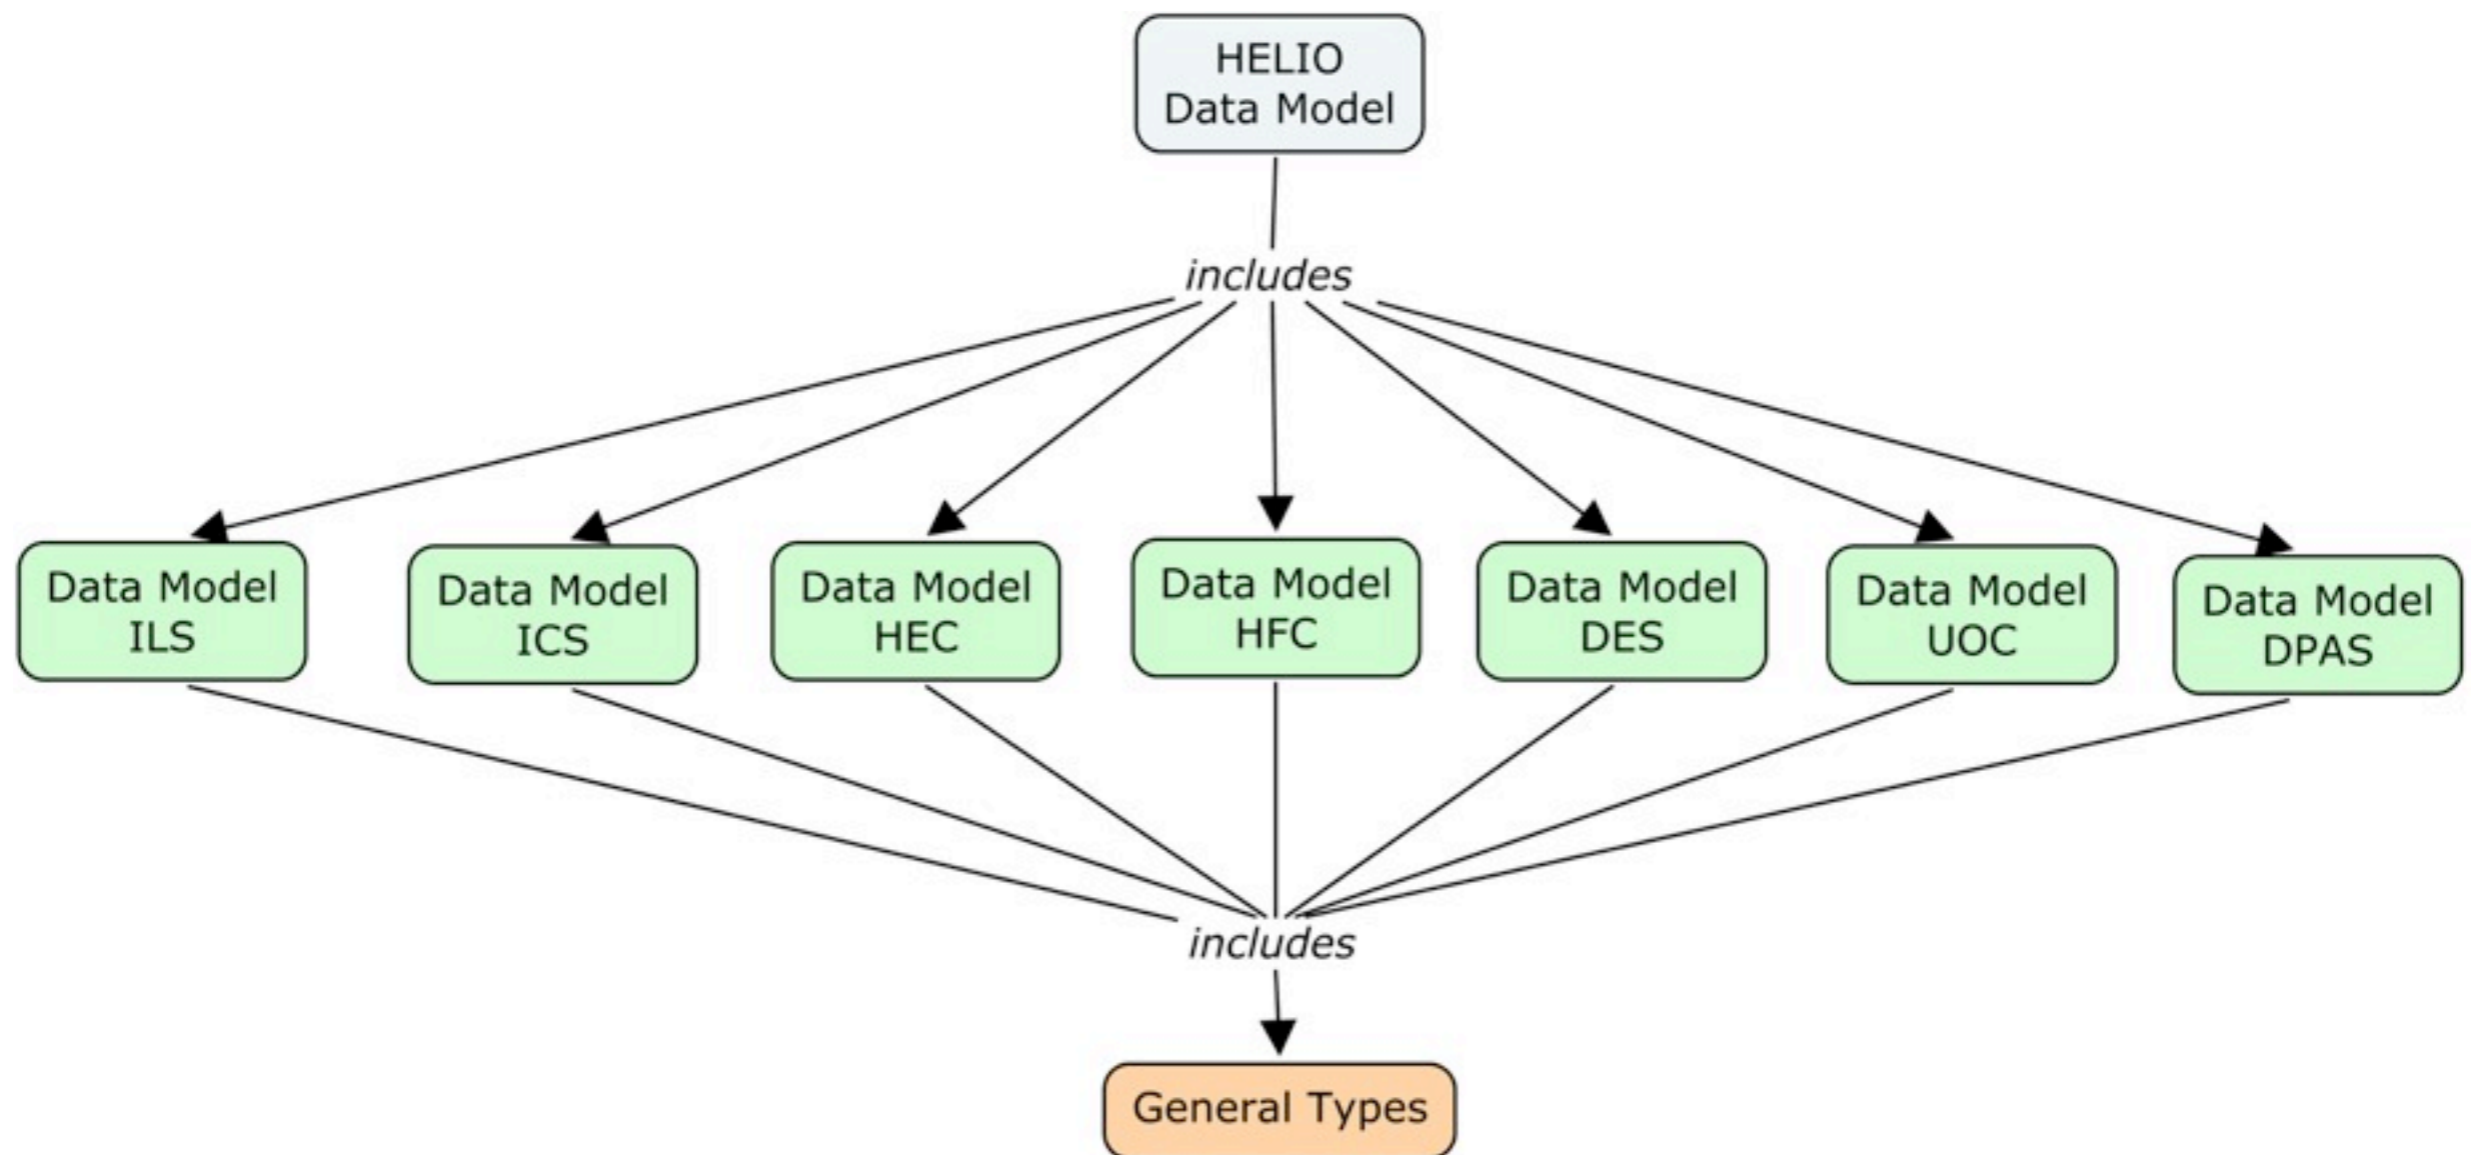 HELIO
Data Model
includes
Data Model
ILS
Data Model
ICS
Data Model
HEC
Data Model
HFC
Data Model
DES
Data Model
UOC
Data Model
DPAS
includes
General Types